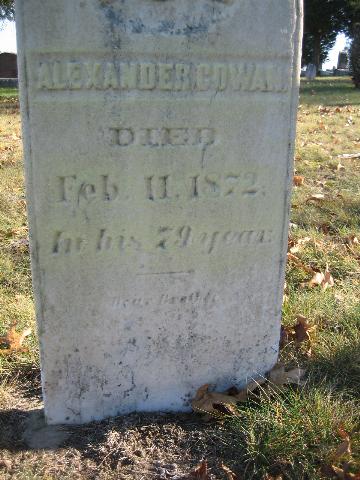 ALEXANDER COWAN.
DIED
Feb. 11. 1872.
In his 79 year.